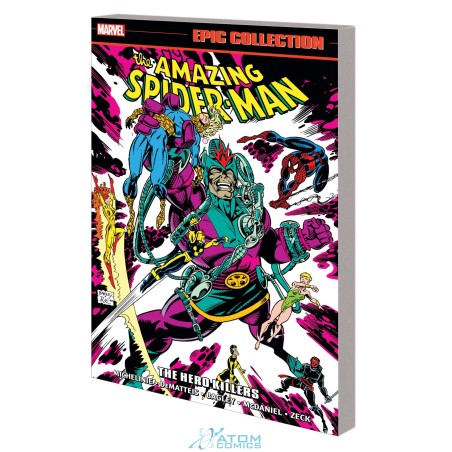 MARVEL
EPIC COLLECTION
the AMAZING
SPIDER-MAN
THE HERO KILLERS
MICHELINIE • DeMATTEIS • BAGLEY • McDANIEL • ZECK
ATOM
COMICS